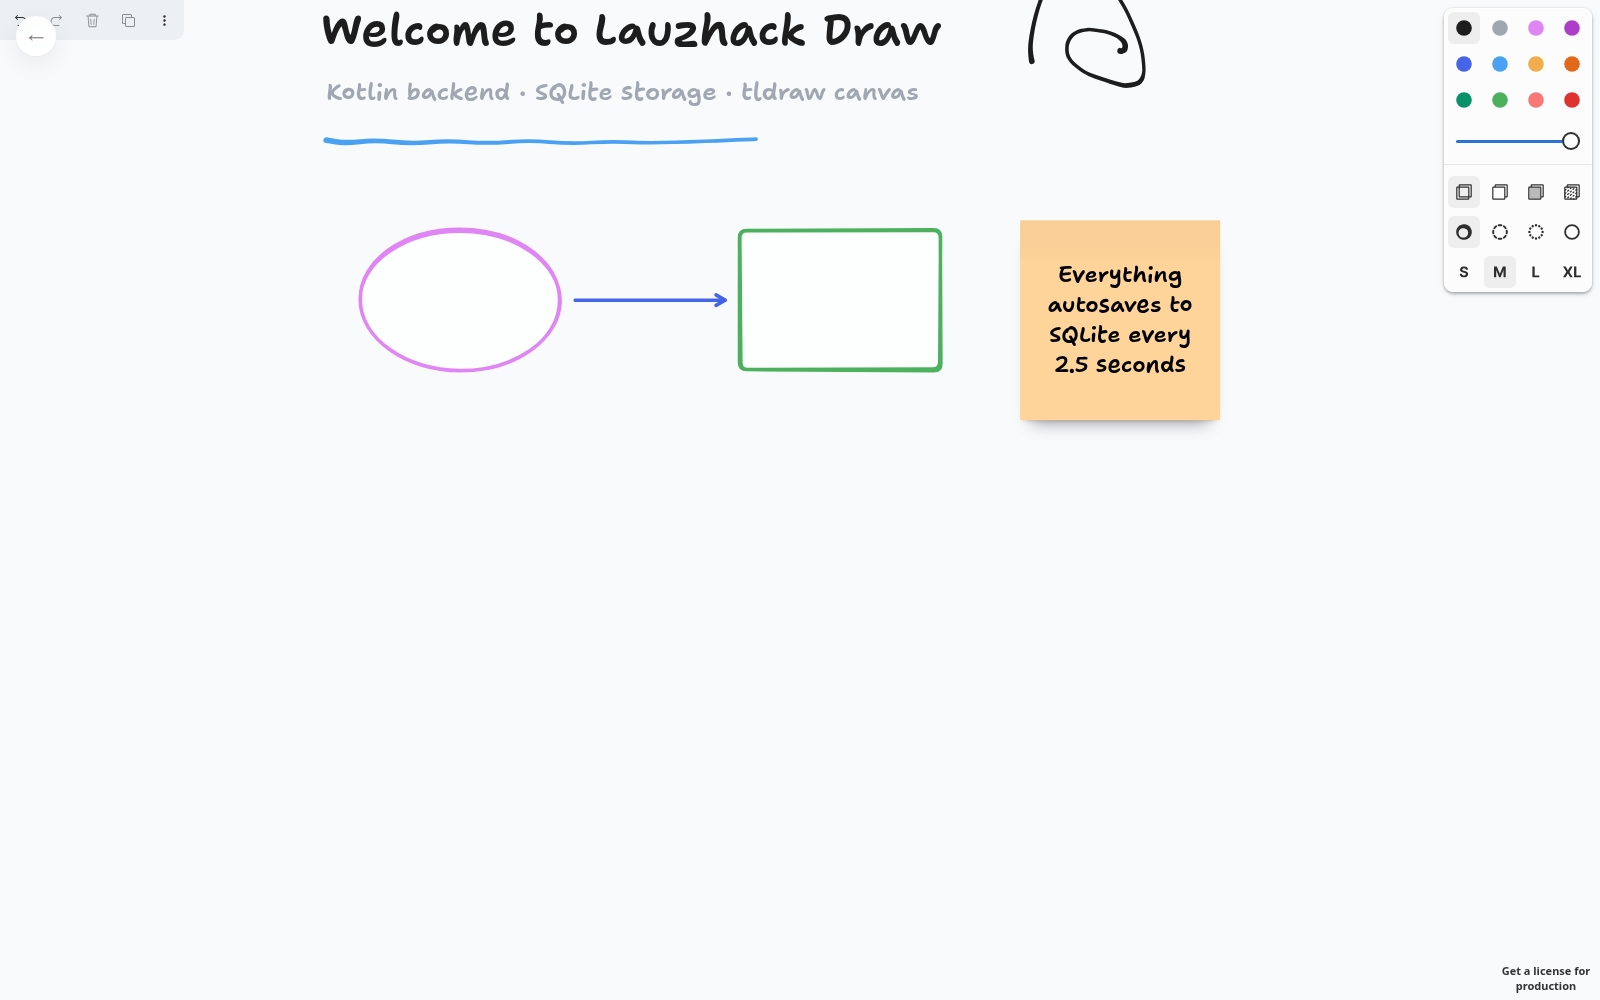 Welcome to Lauzhack Draw
Kotlin backend · SQLite storage · tldraw canvas
Everything
autosaves to
SQLite every
2.5 seconds
S M L XL
Get a license for
production